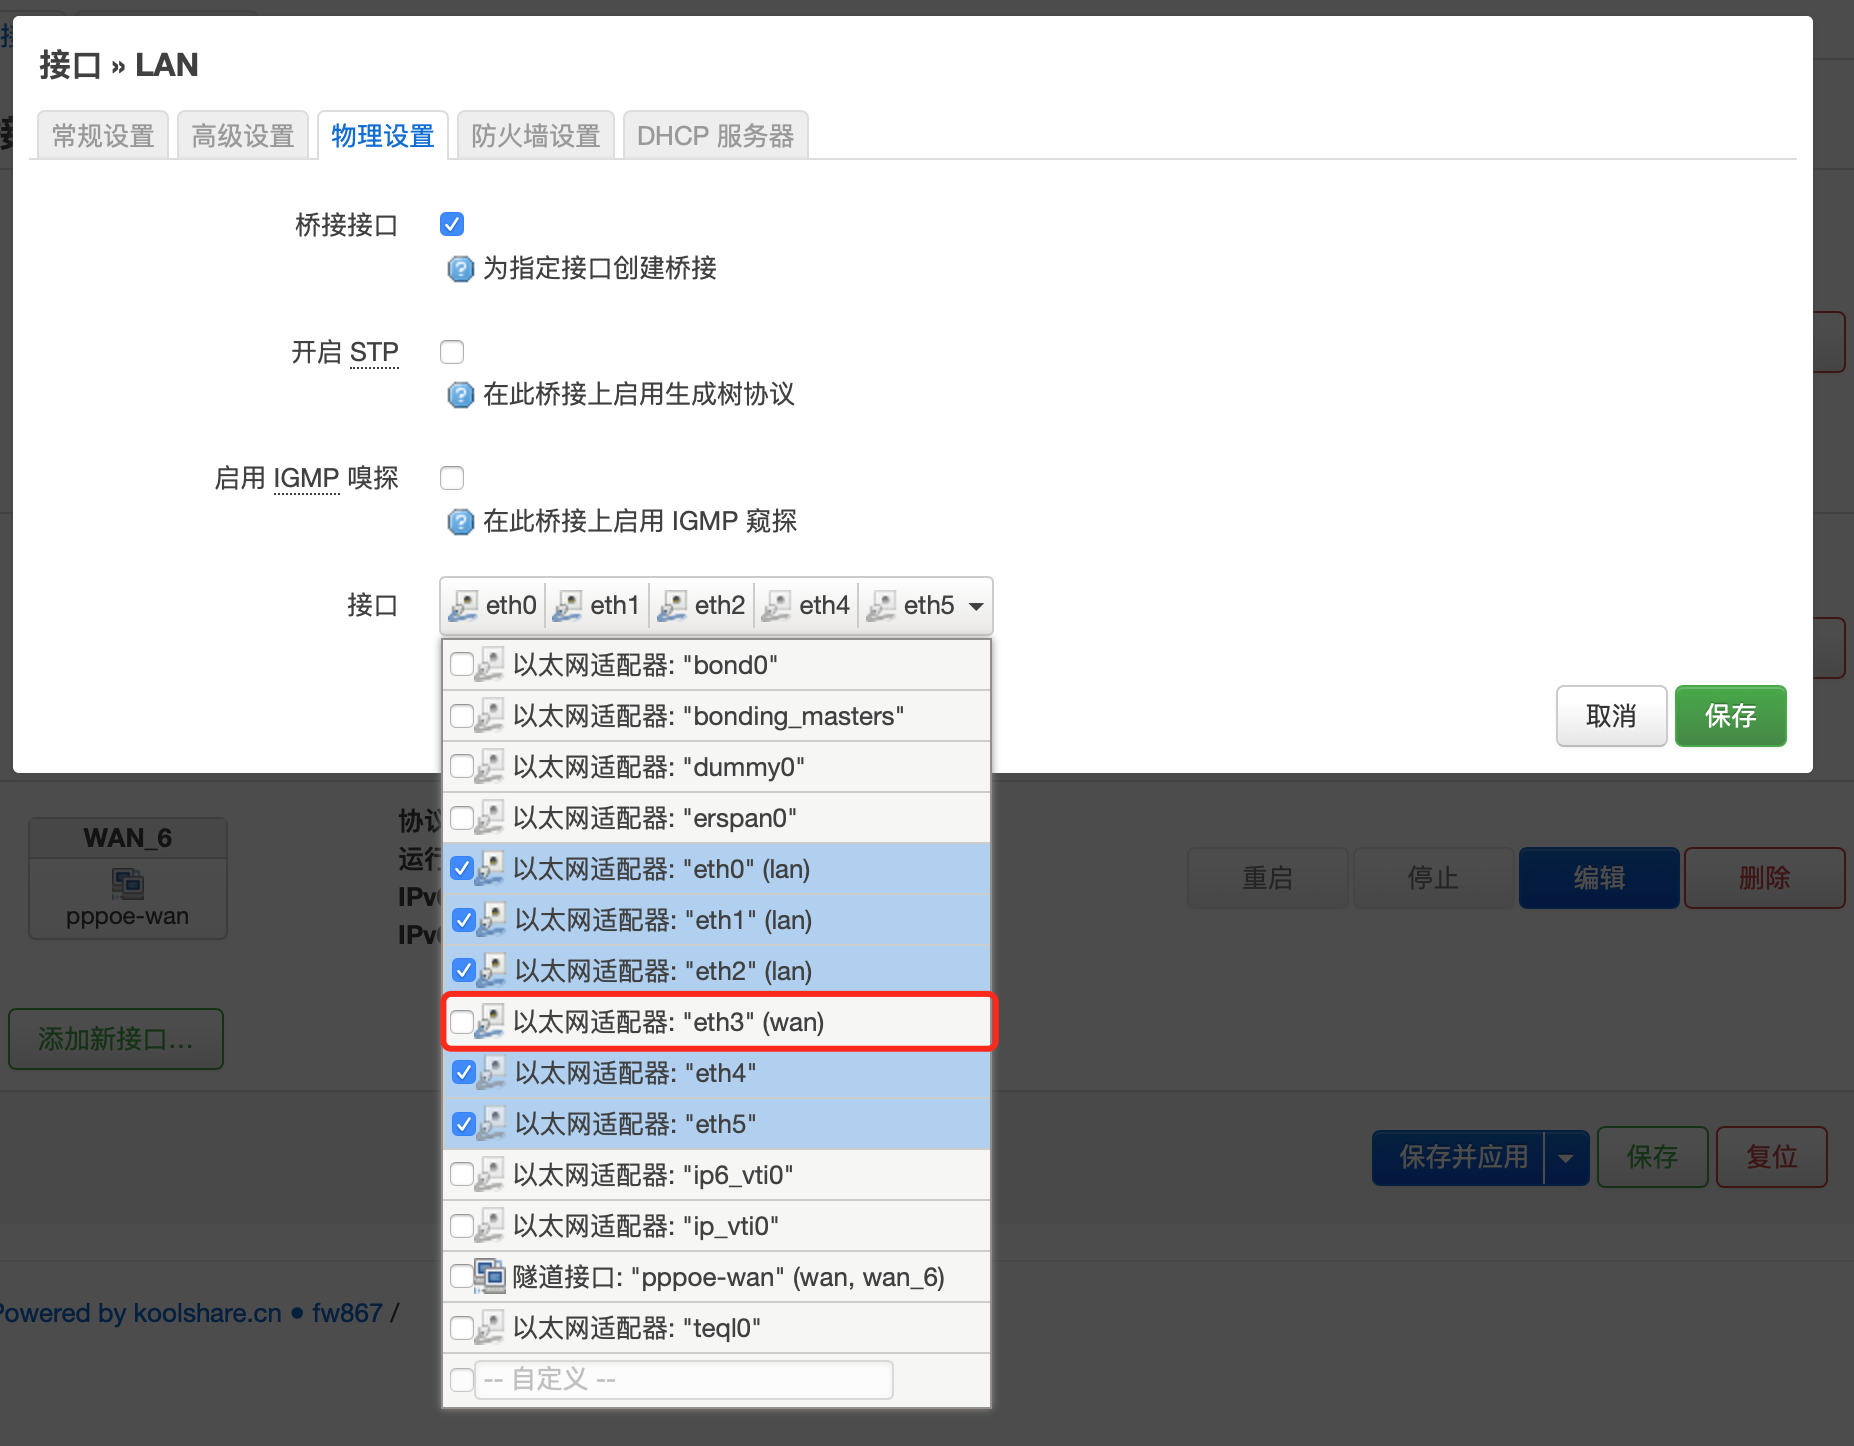 接口 » LAN
常规设置 高级设置 物理设置 防火墙设置 DHCP 服务器
桥接接口
为指定接口创建桥接
开启 STP
在此桥接上启用生成树协议
启用 IGMP 嗅探
在此桥接上启用 IGMP 窥探
接口 eth0 eth1 eth2 eth4 eth5
以太网适配器: "bond0"
以太网适配器: "bonding_masters"
取消 保存
以太网适配器: "dummy0"
以太网适配器: "erspan0"
以太网适配器: "eth0" (lan)
以太网适配器: "eth1" (lan)
以太网适配器: "eth2" (lan)
以太网适配器: "eth3" (wan)
以太网适配器: "eth4"
以太网适配器: "eth5"
以太网适配器: "ip6_vti0"
以太网适配器: "ip_vti0"
隧道接口: "pppoe-wan" (wan, wan_6)
以太网适配器: "teql0"
-- 自定义 --
WAN_6
pppoe-wan
协议
运行
重启 停止 编辑 删除
添加新接口...
保存并应用 保存 复位
Powered by koolshare.cn ● fw867 /